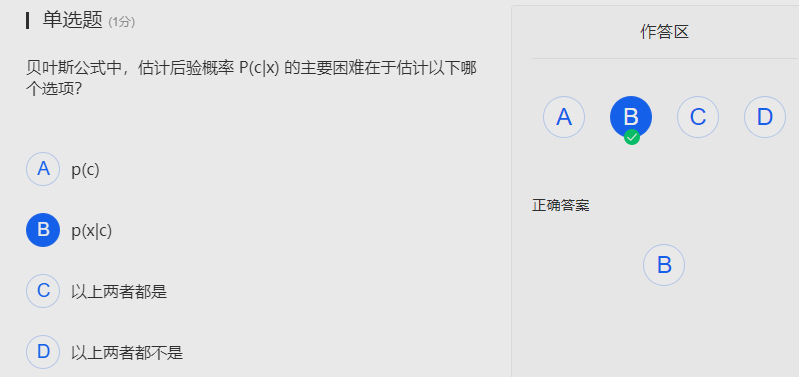 单选题 (1分)
贝叶斯公式中，估计后验概率 P(c|x) 的主要困难在于估计以下哪
个选项？
A p(c)
B p(x|c)
C 以上两者都是
D 以上两者都不是
作答区
A B C D
正确答案
B